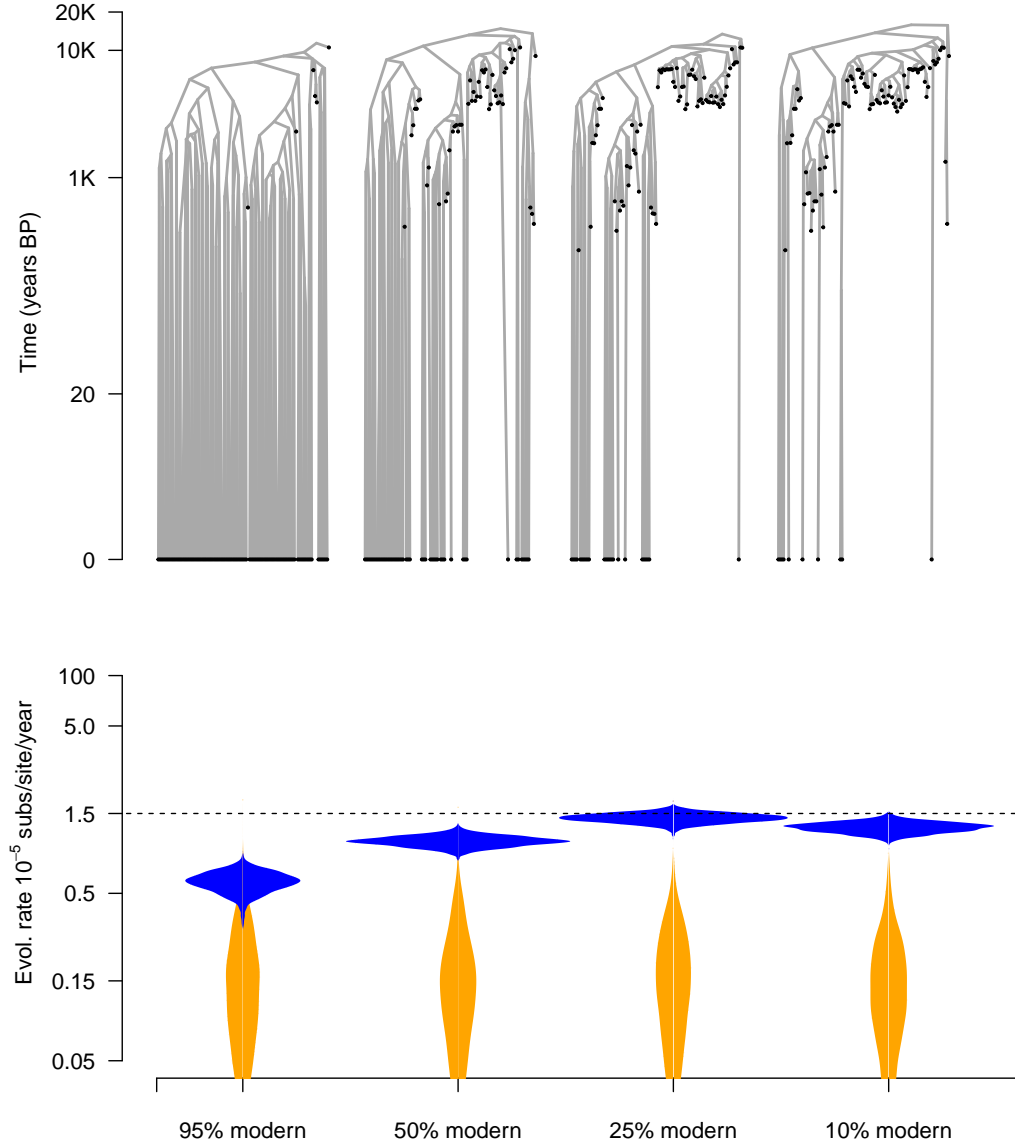 20K
10K
1K
20
0
Time (years BP)
100
5.0
1.5
0.5
0.15
0.05
Evol. rate 10⁻⁵ subs/site/year
95% modern
50% modern
25% modern
10% modern